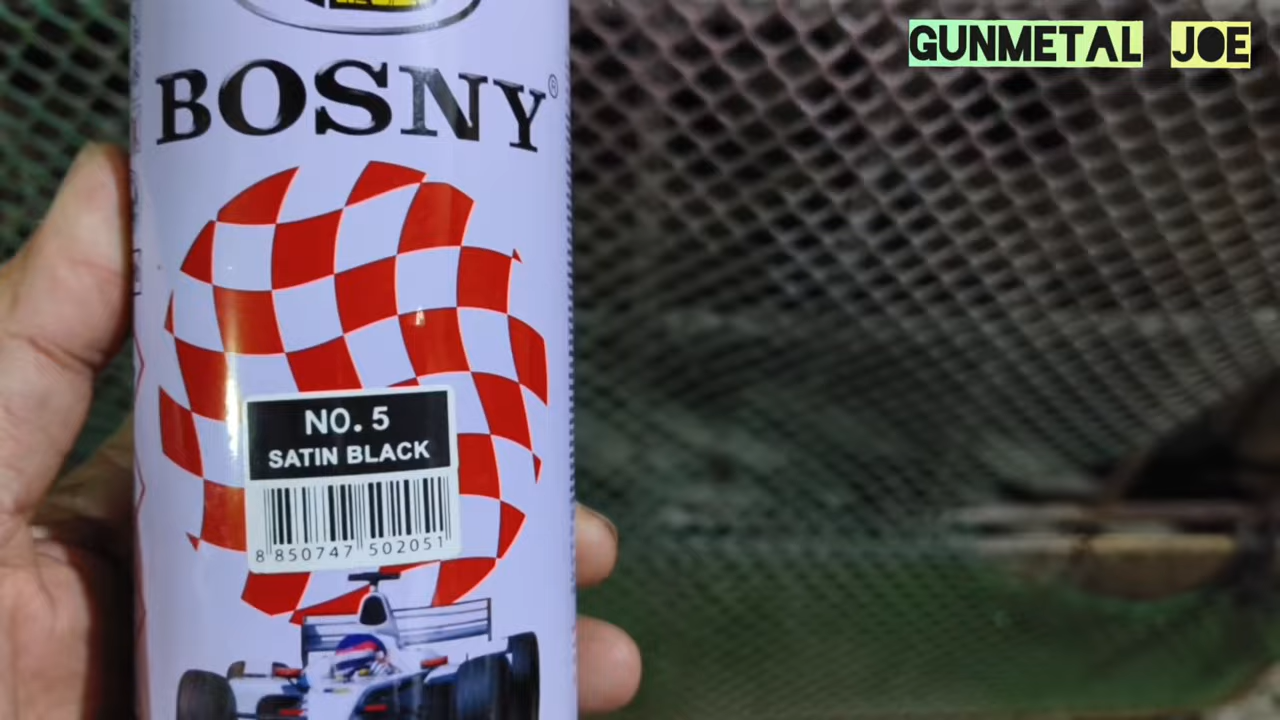 GUNMETAL JOE
BOSNY®
NO. 5
SATIN BLACK
8 850747 502051